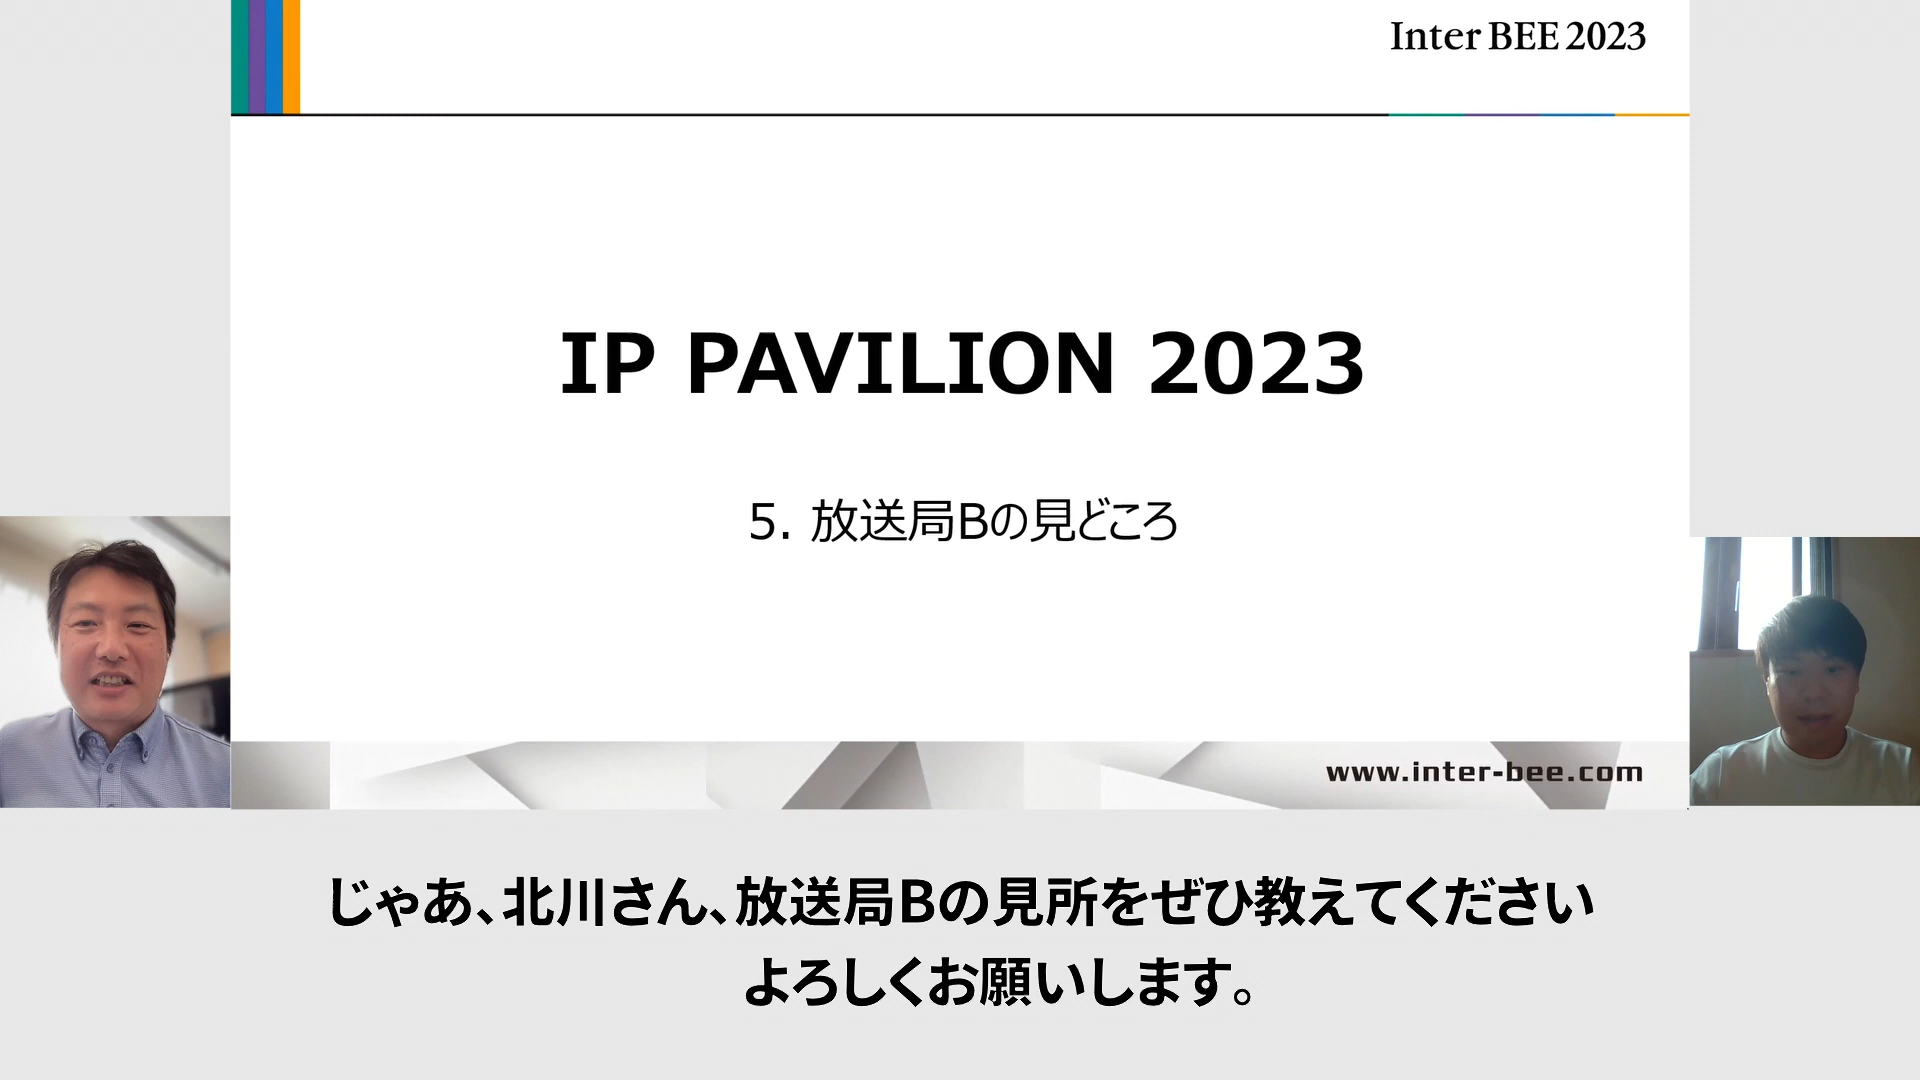 Inter BEE 2023
IP PAVILION 2023
5. 放送局Bの見どころ
www.inter-bee.com
じゃあ、北川さん、放送局Bの見所をぜひ教えてください
よろしくお願いします。